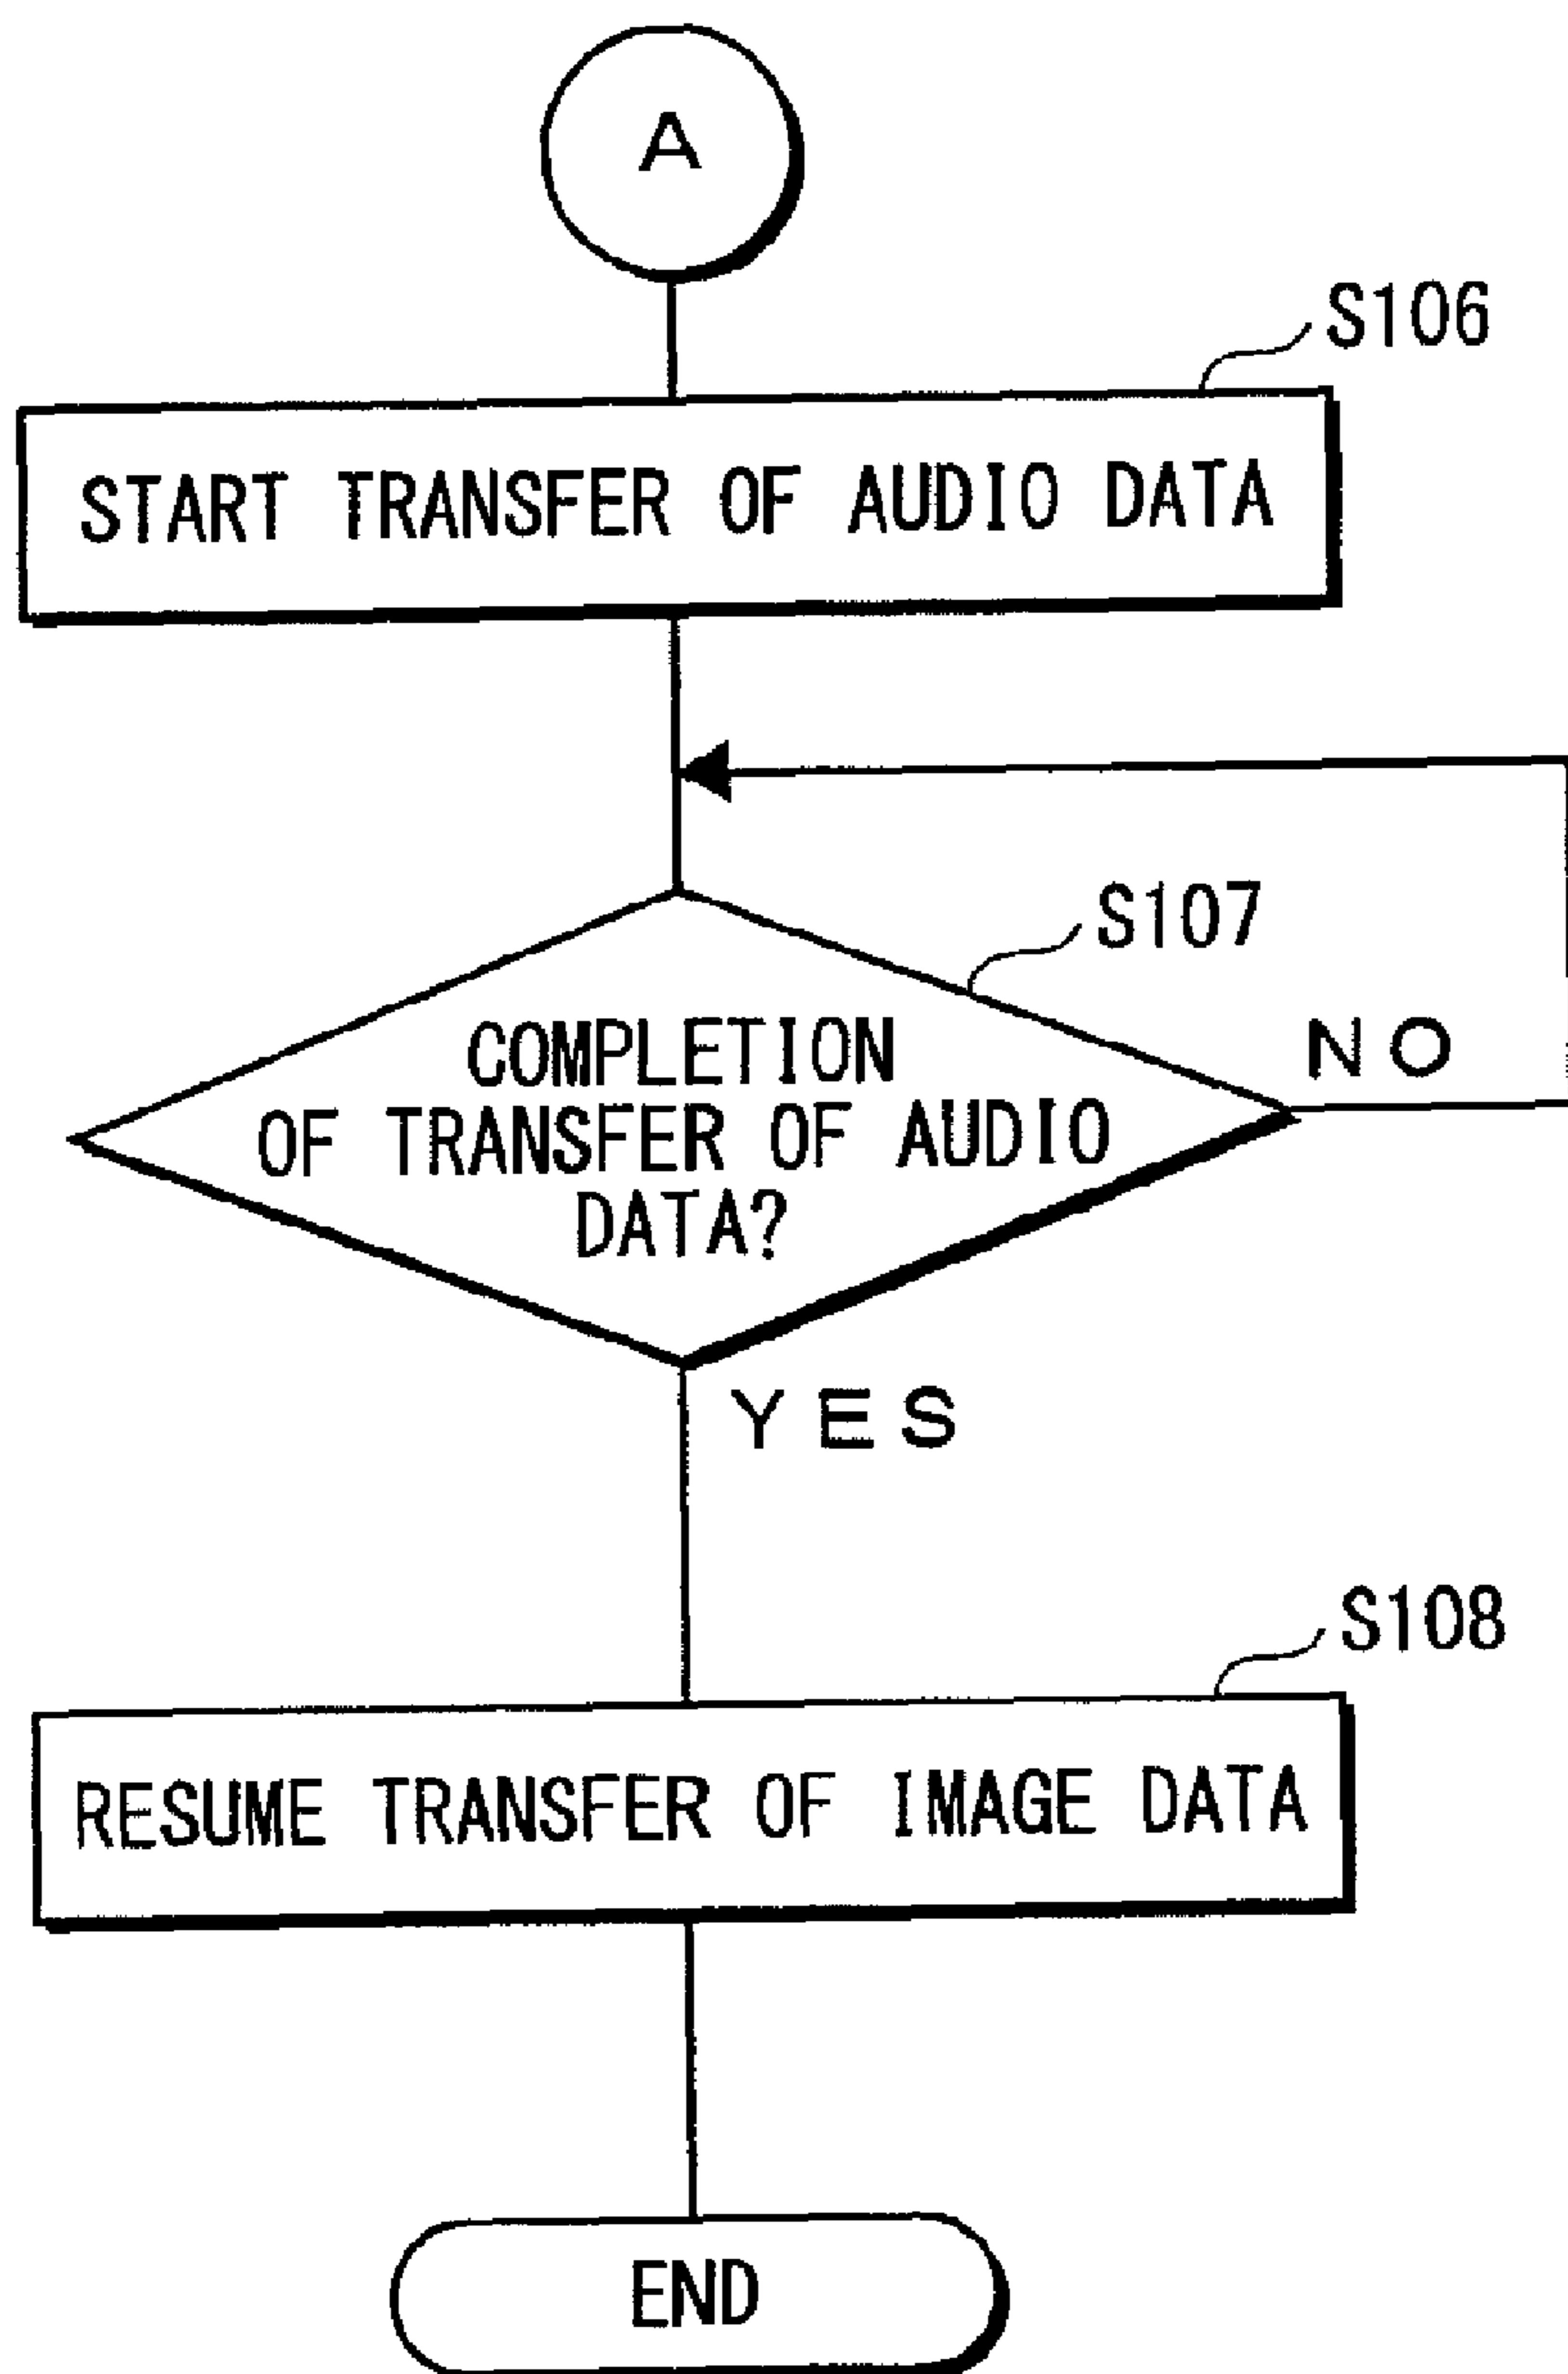 A
S106
START TRANSFER OF AUDIO DATA
S107
COMPLETION
OF TRANSFER OF AUDIO
DATA?
NO
YES
S108
RESUME TRANSFER OF IMAGE DATA
END